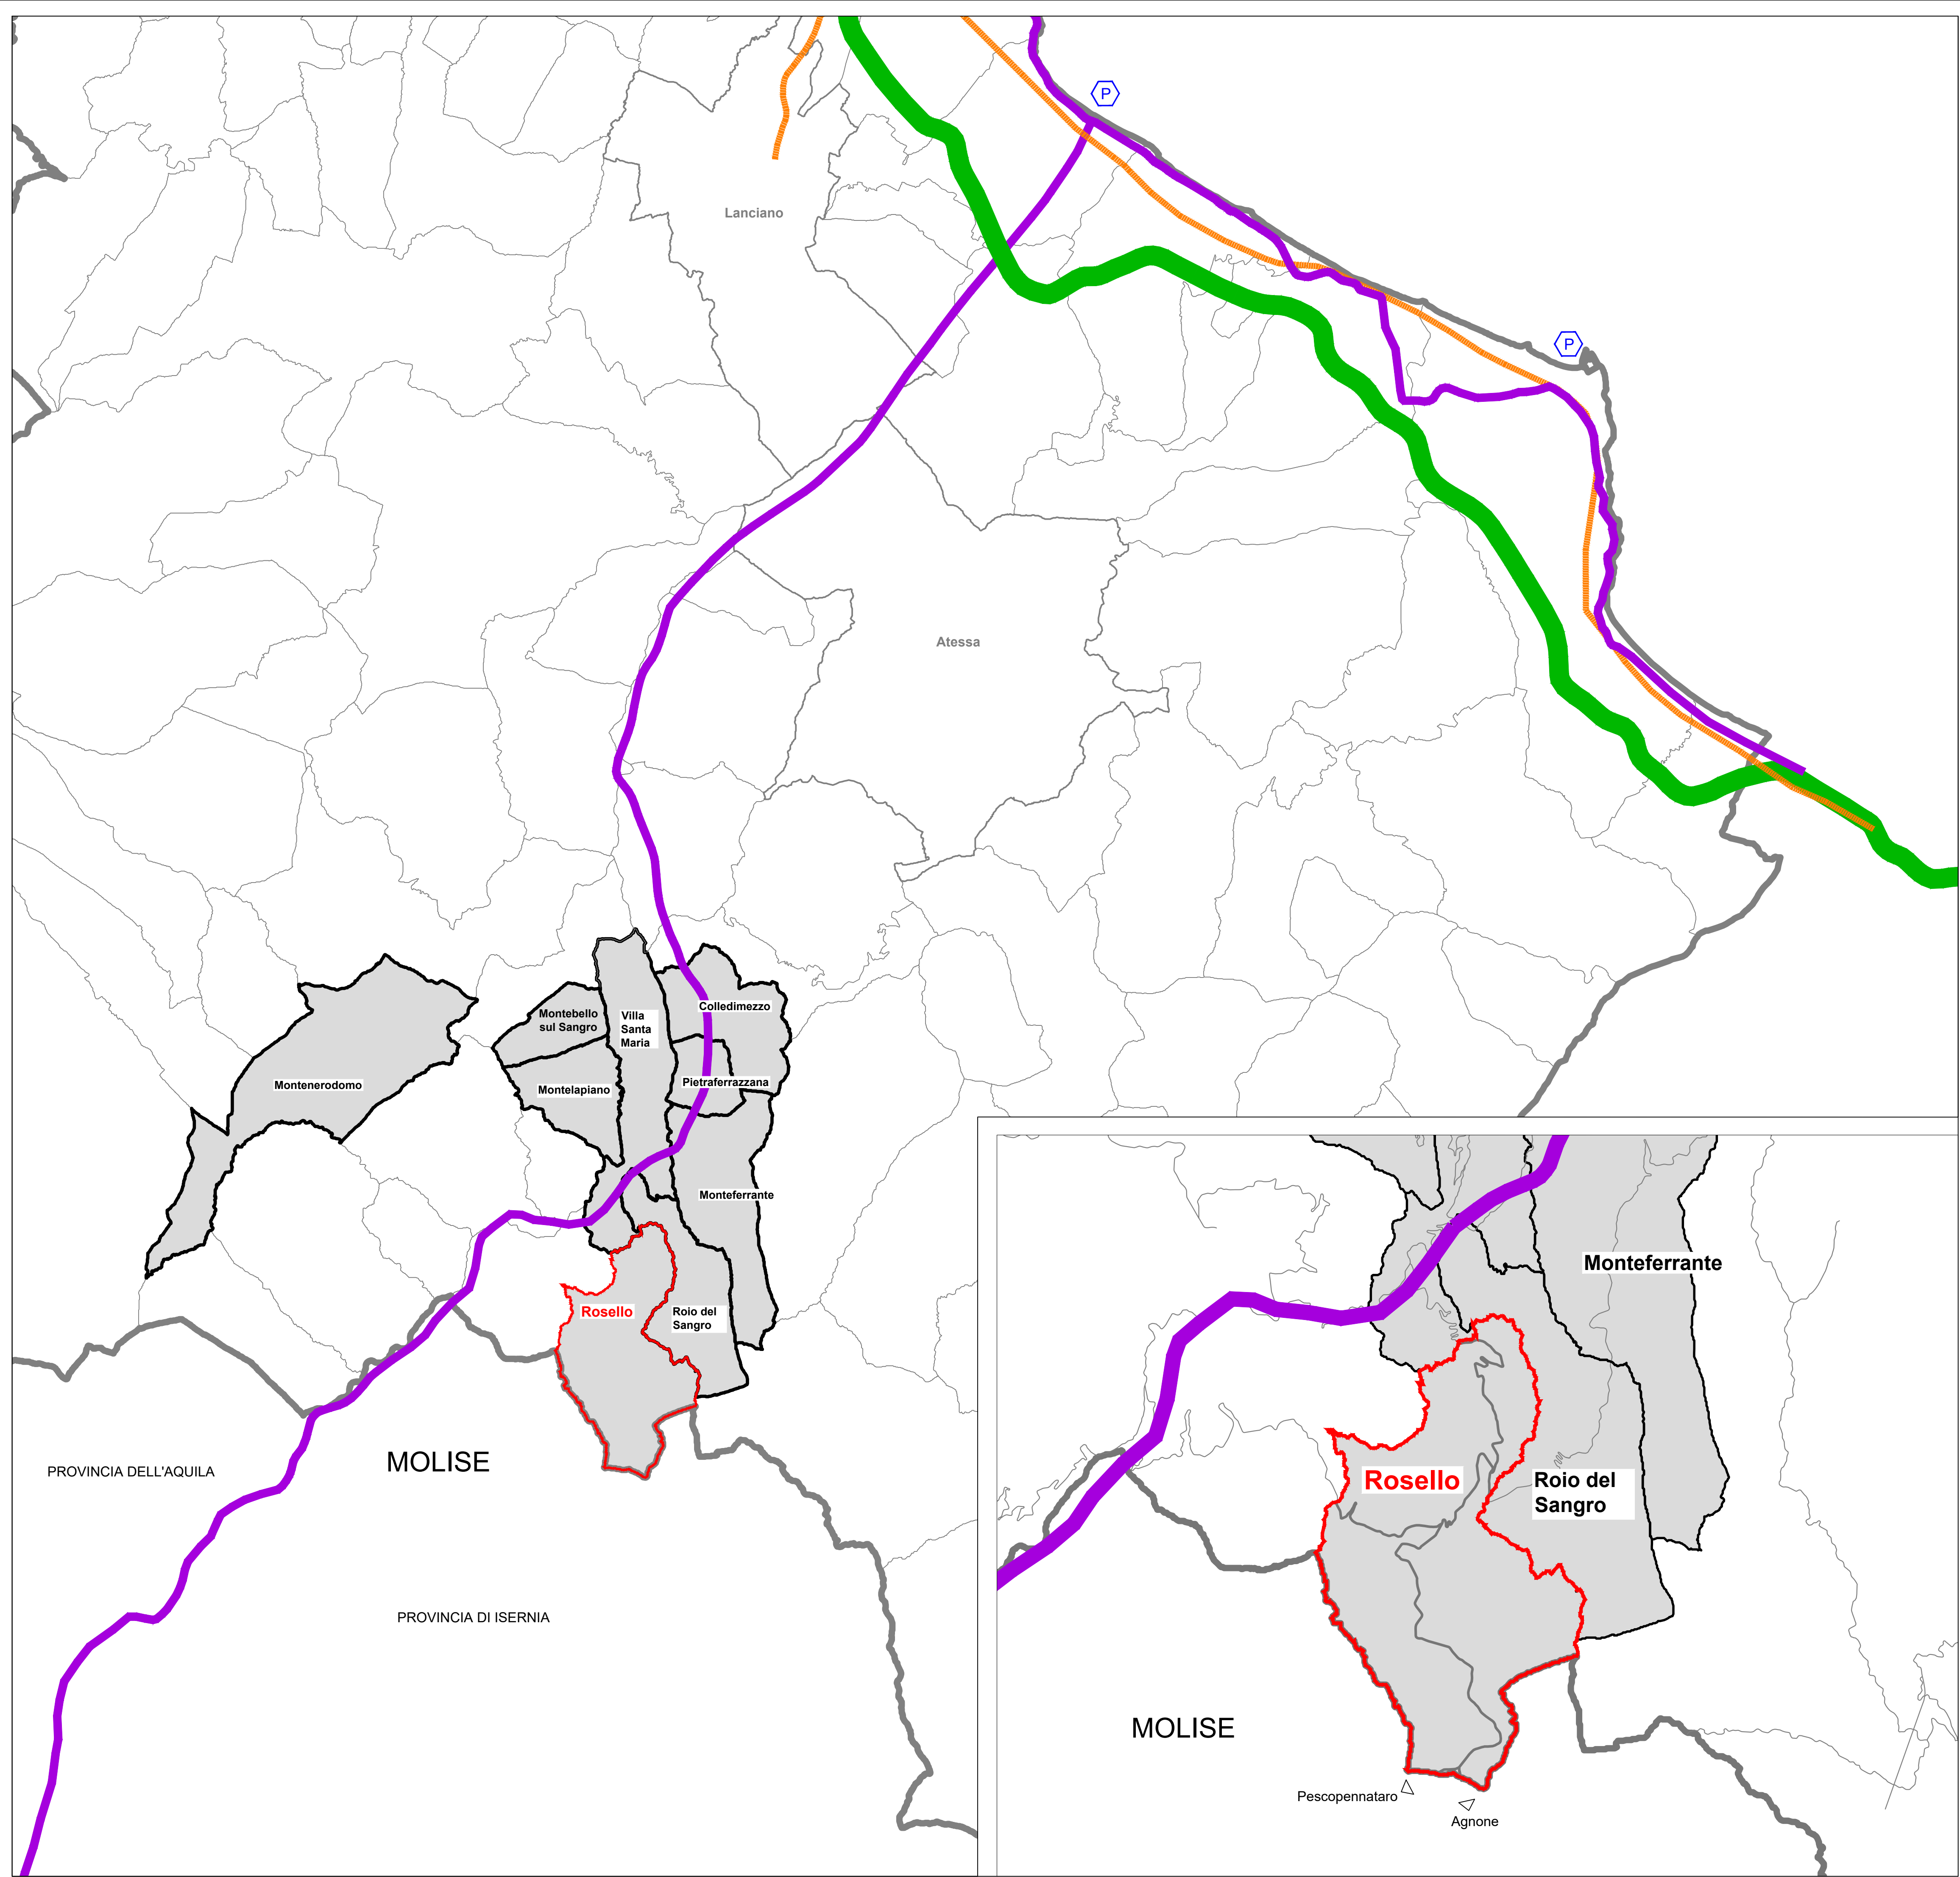 P
Lanciano
P
Atessa
Colledimezzo
Montebello
sul Sangro
Villa
Santa
Maria
Montenerodomo
Montelapiano
Pietraferrazzana
Monteferrante
Rosello
Roio del
Sangro
MOLISE
PROVINCIA DELL'AQUILA
PROVINCIA DI ISERNIA
Monteferrante
Rosello
Roio del
Sangro
MOLISE
Pescopennataro
Agnone